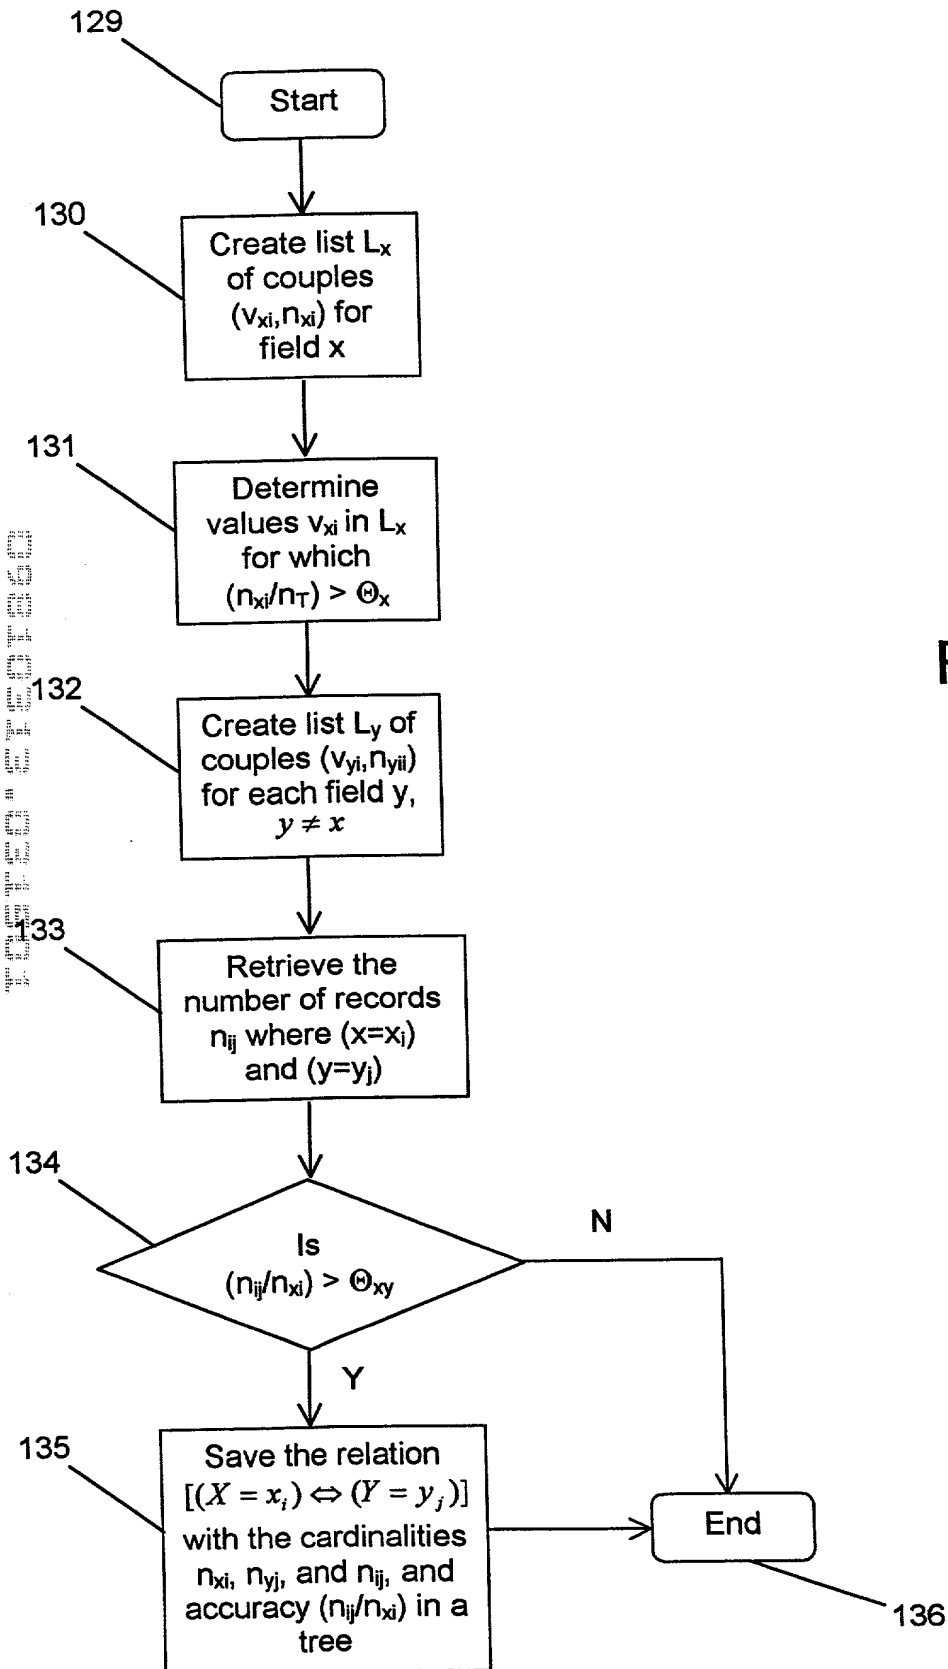 129
Start
130
Create list Lx
of couples
(vxi,nxi) for
field x
131
Determine
values vxi in Lx
for which
(nxi/nT) > Θx
132
Create list Ly of
couples (vyi,nyii)
for each field y,
y ≠ x
133
Retrieve the
number of records
nij where (x=xi)
and (y=yj)
134
Is
(nij/nxi) > Θxy
N
Y
135
Save the relation
[(X = xi) ⇔ (Y = yj)]
with the cardinalities
nxi, nyj, and nij, and
accuracy (nij/nxi) in a
tree
End
136